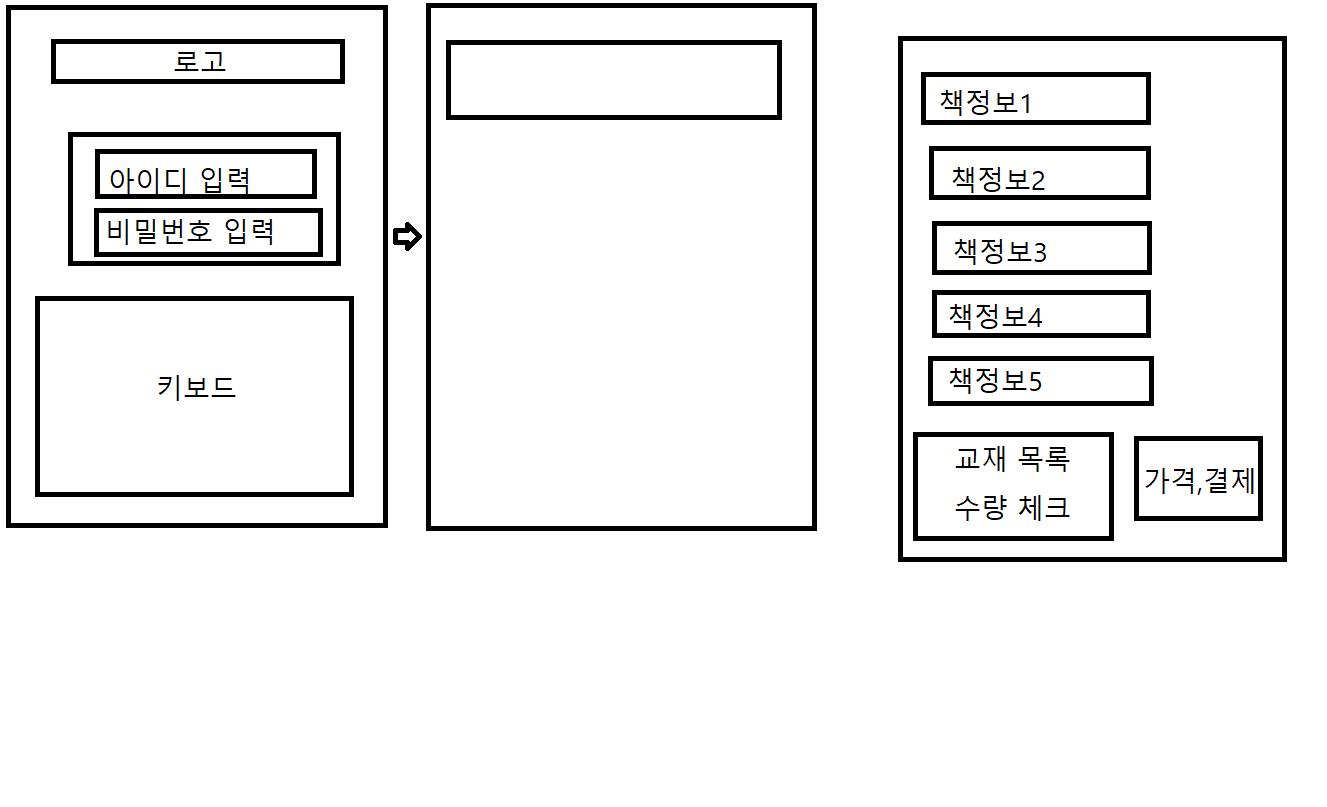 로고
아이디 입력
비밀번호 입력
키보드
책정보1
책정보2
책정보3
책정보4
책정보5
교재 목록
수량 체크
가격,결제